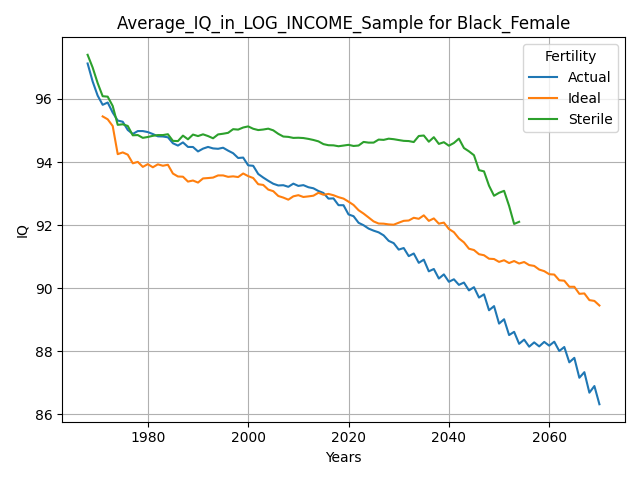 Average_IQ_in_LOG_INCOME_Sample for Black_Female
Fertility
Actual
Ideal
Sterile
IQ
96
94
92
90
88
86
1980
2000
2020
2040
2060
Years